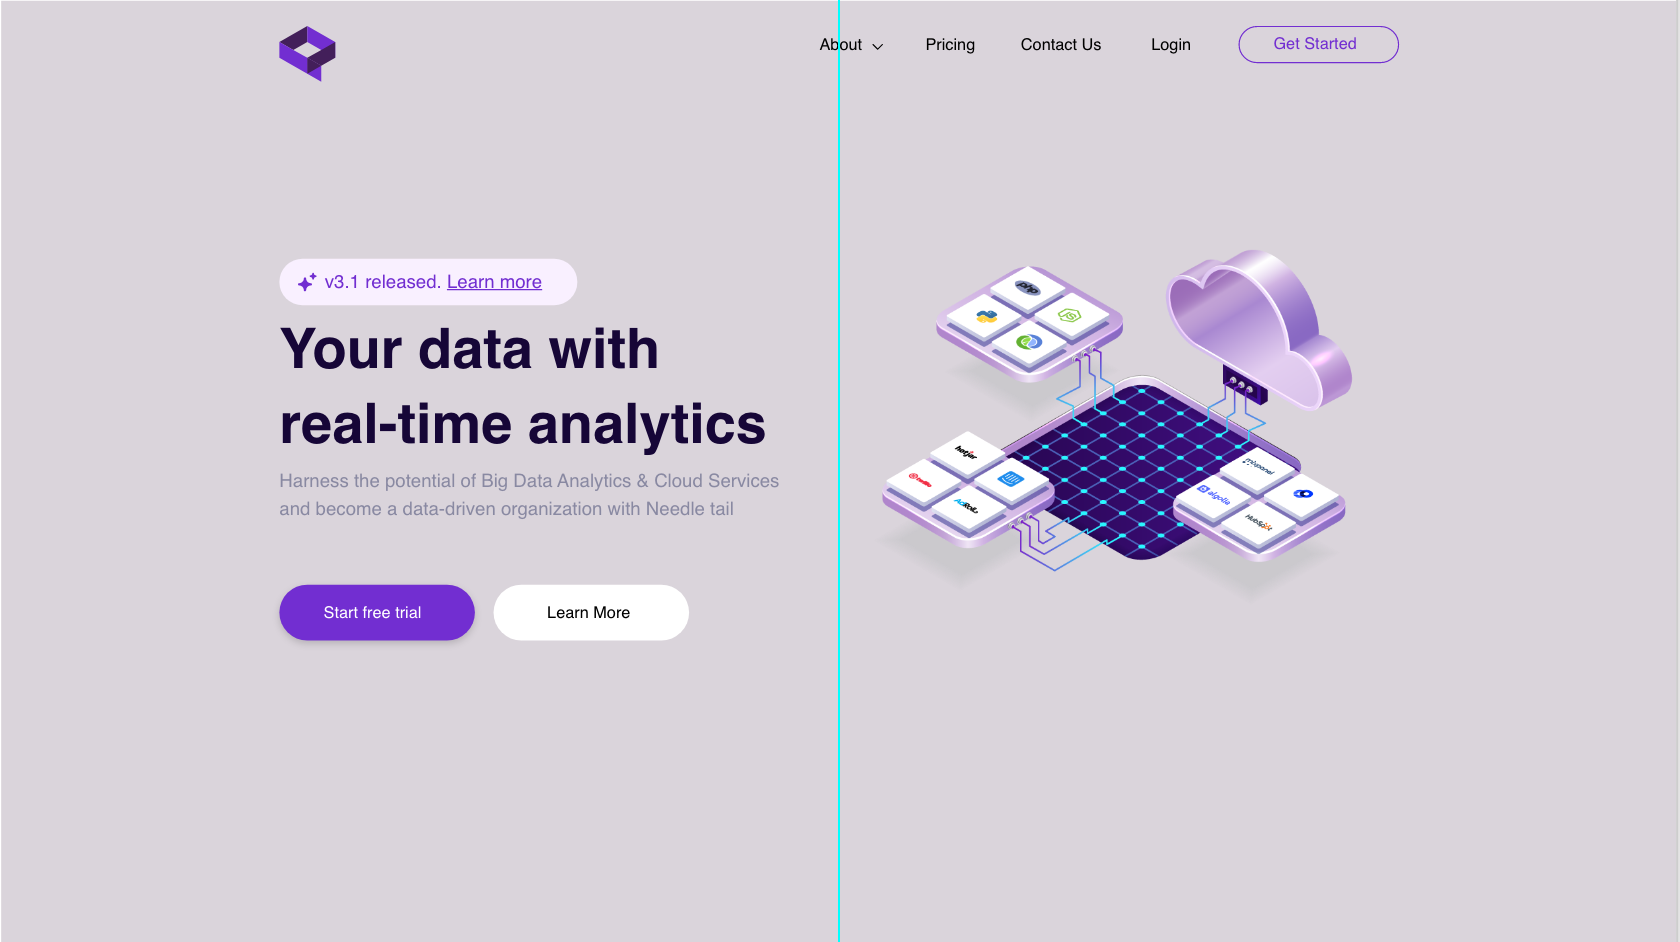 About
Pricing
Contact Us
Login
Get Started
v3.1 released. Learn more
Your data with
real-time analytics
Harness the potential of Big Data Analytics & Cloud Services
and become a data-driven organization with Needle tail
Start free trial
Learn More
php
JS
hotjar
AdRoll
mixpanel
algolia
HubSpot